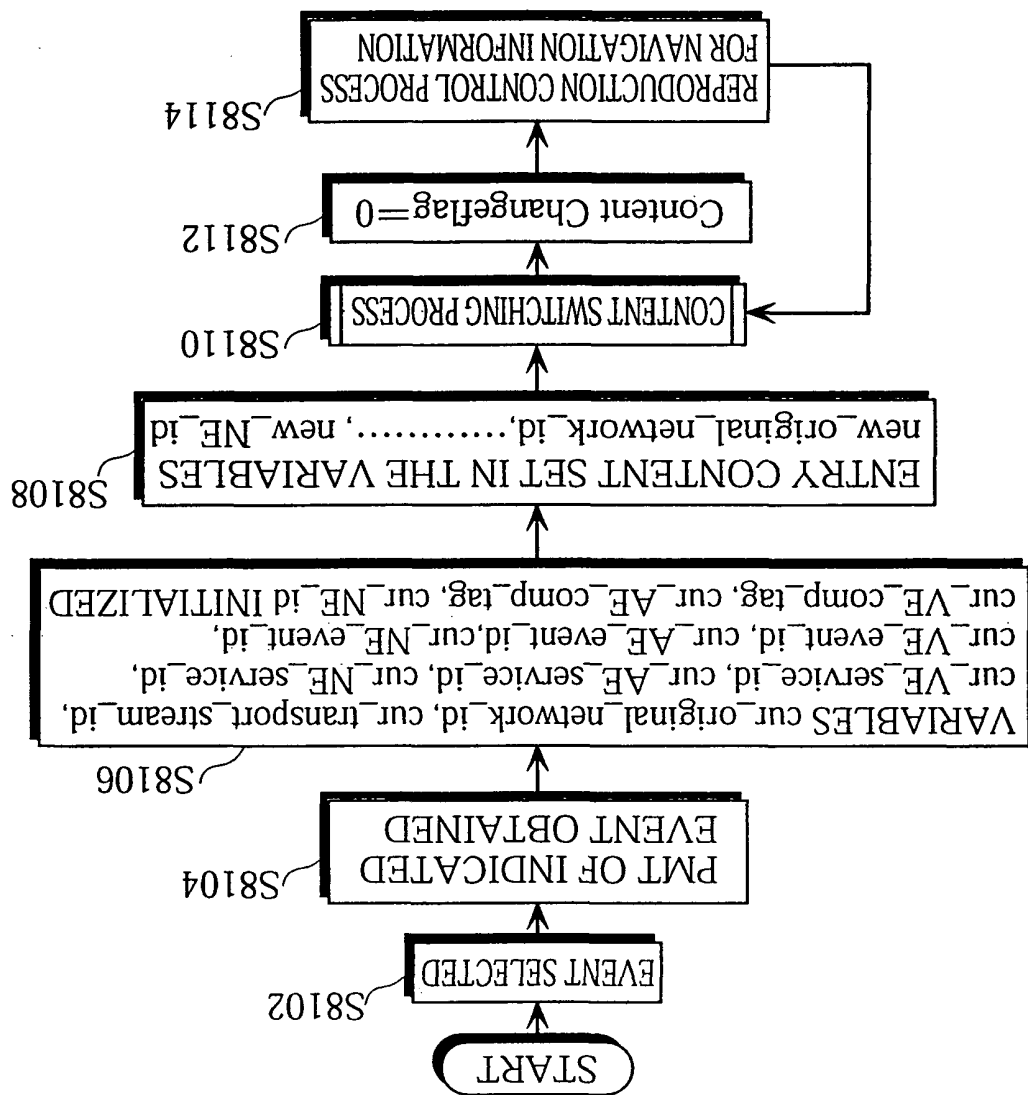 START
EVENT SELECTED
S8102
PMT OF INDICATED
EVENT OBTAINED
S8104
VARIABLES cur_original_network_id, cur_transport_stream_id,
cur_VE_service_id, cur_AE_service_id, cur_NE_service_id,
cur_VE_event_id, cur_AE_event_id,cur_NE_event_id,
cur_VE_comp_tag, cur_AE_comp_tag, cur_NE_id INITIALIZED
S8106
ENTRY CONTENT SET IN THE VARIABLES
new_original_network_id,............, new_NE_id
S8108
CONTENT SWITCHING PROCESS
S8110
Content Changeflag=0
S8112
REPRODUCTION CONTROL PROCESS
FOR NAVIGATION INFORMATION
S8114